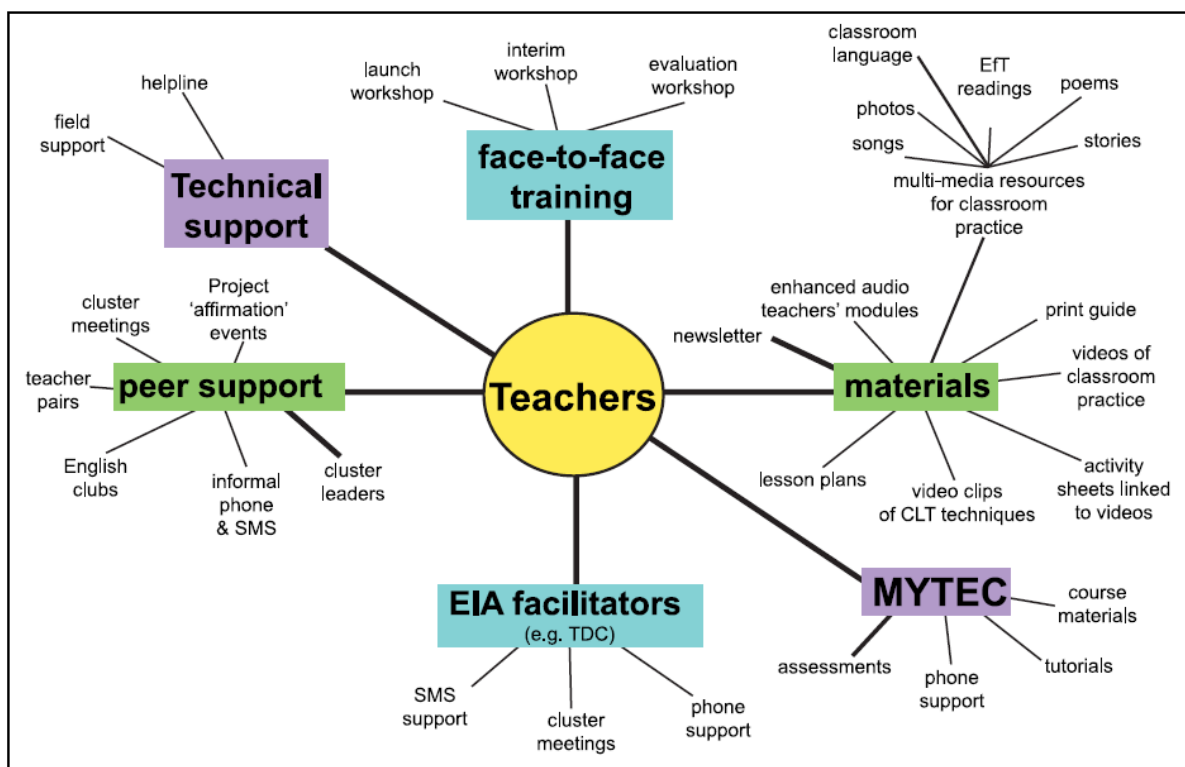 helpline
field
support
Technical
support
launch
workshop
interim
workshop
evaluation
workshop
face-to-face
training
classroom
language
EfT
readings
poems
photos
songs
stories
multi-media resources
for classroom
practice
cluster
meetings
Project
‘affirmation’
events
teacher
pairs
peer support
English
clubs
informal
phone
& SMS
cluster
leaders
Teachers
enhanced audio
teachers’ modules
newsletter
print guide
materials
videos of
classroom
practice
lesson plans
video clips
of CLT techniques
activity
sheets linked
to videos
EIA facilitators
(e.g. TDC)
SMS
support
cluster
meetings
phone
support
MYTEC
course
materials
assessments
phone
support
tutorials